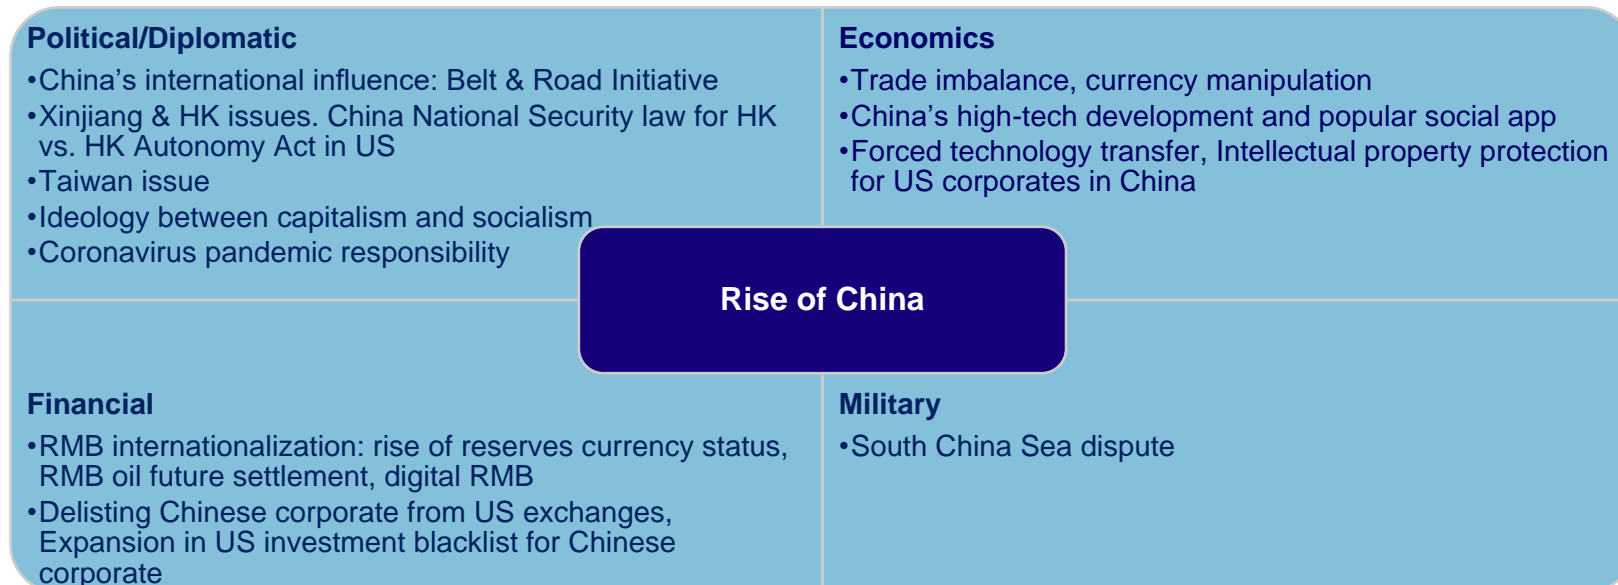 Political/Diplomatic
•China’s international influence: Belt & Road Initiative
•Xinjiang & HK issues. China National Security law for HK
vs. HK Autonomy Act in US
•Taiwan issue
•Ideology between capitalism and socialism
•Coronavirus pandemic responsibility
Economics
•Trade imbalance, currency manipulation
•China’s high-tech development and popular social app
•Forced technology transfer, Intellectual property protection
for US corporates in China
Rise of China
Financial
•RMB internationalization: rise of reserves currency status,
RMB oil future settlement, digital RMB
•Delisting Chinese corporate from US exchanges,
Expansion in US investment blacklist for Chinese
corporate
Military
•South China Sea dispute